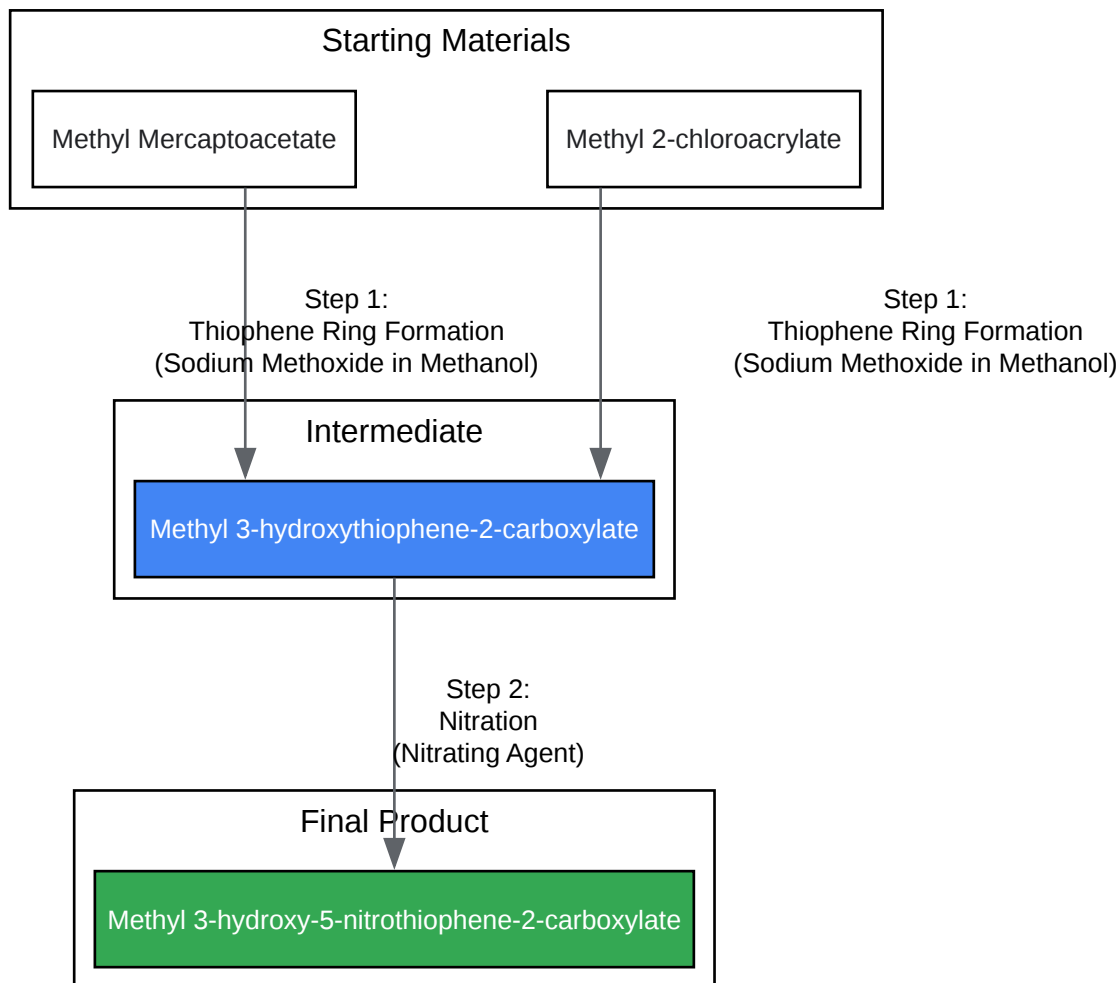 Starting Materials
Methyl Mercaptoacetate
Methyl 2-chloroacrylate
Step 1:
Thiophene Ring Formation
(Sodium Methoxide in Methanol)
Step 1:
Thiophene Ring Formation
(Sodium Methoxide in Methanol)
Intermediate
Methyl 3-hydroxythiophene-2-carboxylate
Step 2:
Nitration
(Nitrating Agent)
Final Product
Methyl 3-hydroxy-5-nitrothiophene-2-carboxylate